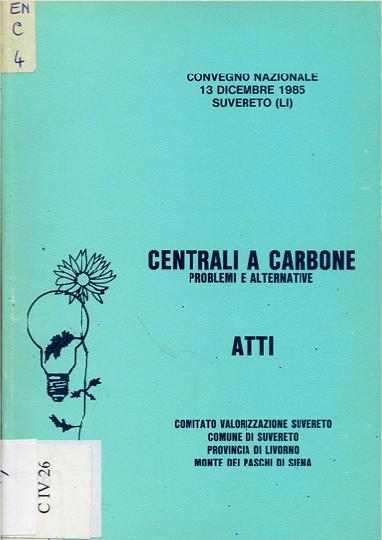 EN
C
4
CONVEGNO NAZIONALE
13 DICEMBRE 1985
SUVERETO (LI)
CENTRALI A CARBONE
PROBLEMI E ALTERNATIVE
ATTI
COMITATO VALORIZZAZIONE SUVERETO
COMUNE DI SUVERETO
PROVINCIA DI LIVORNO
MONTE DEI PASCHI DI SIENA
C IV 26